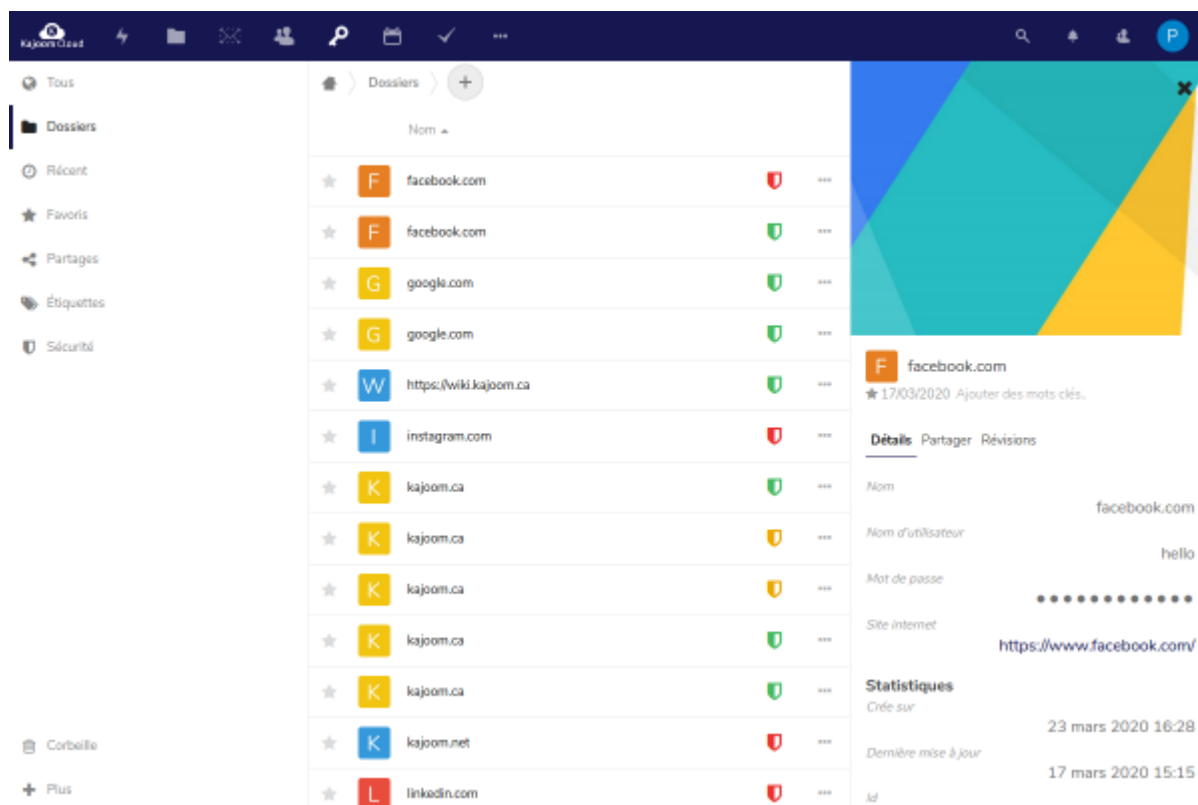 Kajoom Cloud
P
Tous
Dossiers
Récent
Favoris
Partages
Étiquettes
Sécurité
Corbeille
Plus
Dossiers
Nom
F facebook.com
F facebook.com
G google.com
G google.com
W https://wiki.kajoom.ca
I instagram.com
K kajoom.ca
K kajoom.ca
K kajoom.ca
K kajoom.ca
K kajoom.ca
K kajoom.net
L linkedin.com
F facebook.com
17/03/2020 Ajouter des mots clés..
Détails Partager Révisions
Nom
facebook.com
Nom d'utilisateur
hello
Mot de passe
Site internet
https://www.facebook.com/
Statistiques
Crée sur
23 mars 2020 16:28
Dernière mise à jour
17 mars 2020 15:15
Id